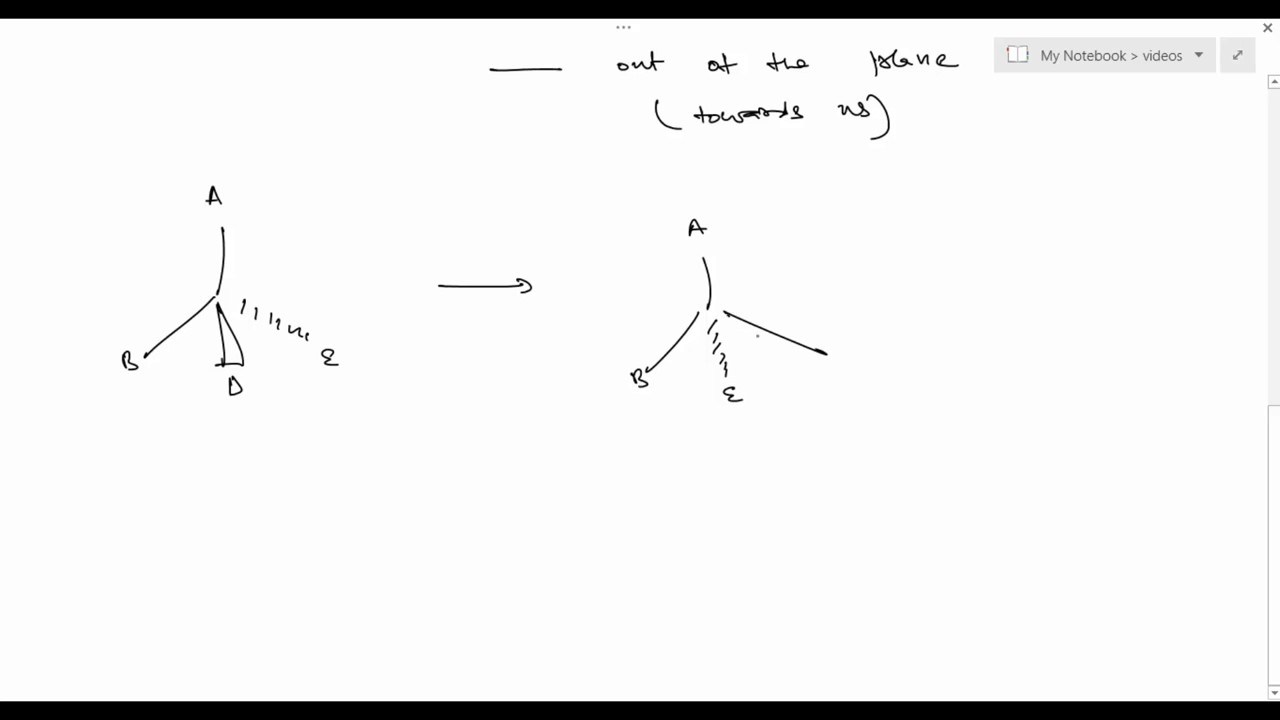 ...
My Notebook > videos
out of the plane
(towards us)
A
B
D
E
A
B
E